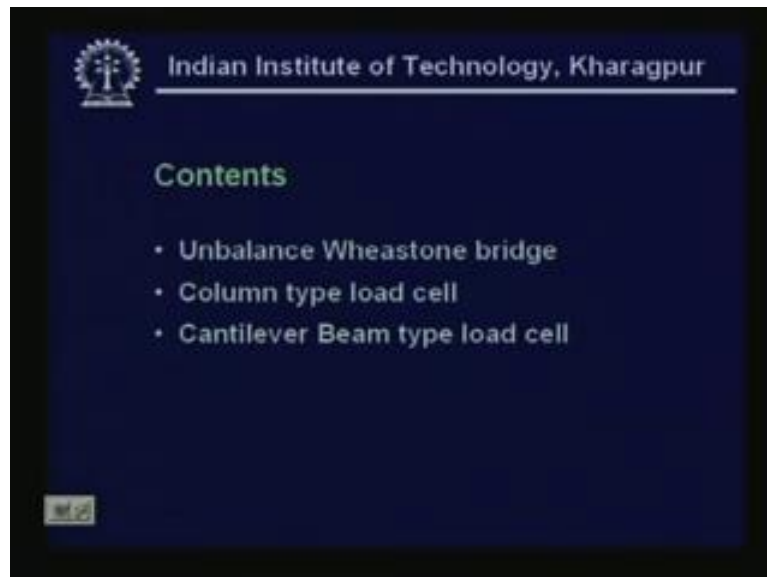 Indian Institute of Technology, Kharagpur
Contents
• Unbalance Wheastone bridge
• Column type load cell
• Cantilever Beam type load cell